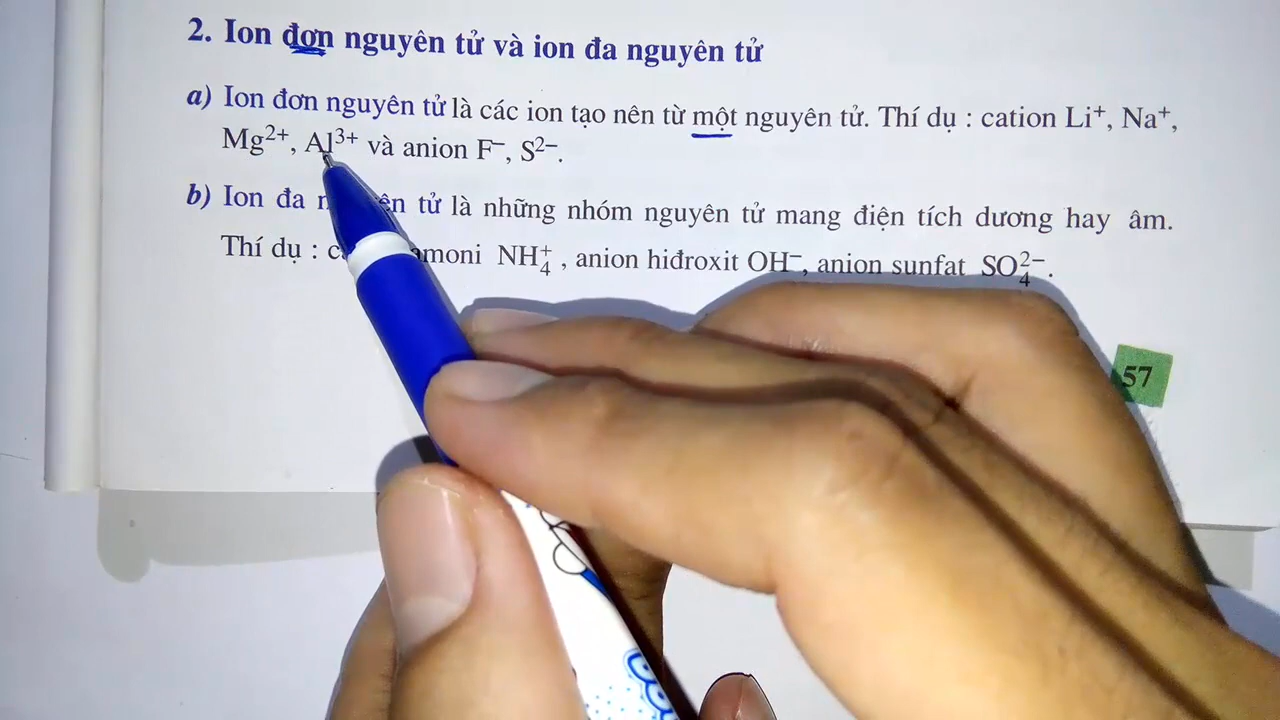 2. Ion đơn nguyên tử và ion đa nguyên tử
a) Ion đơn nguyên tử là các ion tạo nên từ một nguyên tử. Thí dụ : cation Li⁺, Na⁺,
Mg²⁺, Al³⁺ và anion F⁻, S²⁻.
b) Ion đa tử là những nhóm nguyên tử mang điện tích dương hay âm.
Thí dụ : NH₄⁺ , anion hiđroxit OH⁻, anion sunfat SO₄²⁻.
57